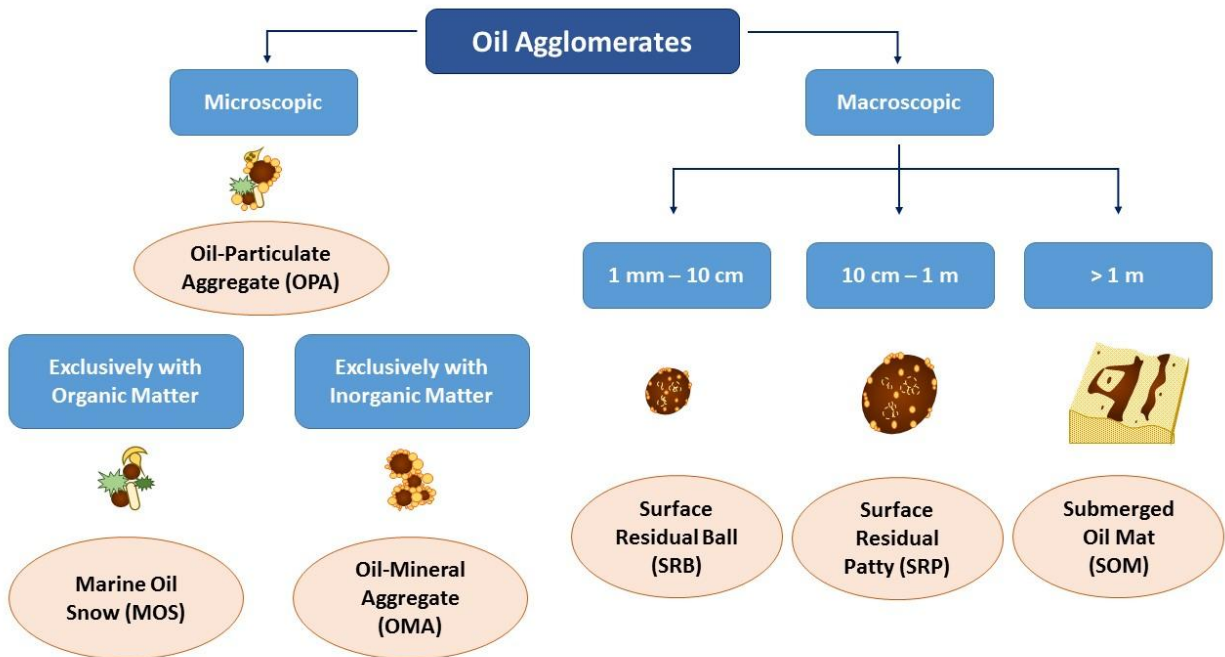 Oil Agglomerates
Microscopic
Macroscopic
Oil-Particulate
Aggregate (OPA)
1 mm – 10 cm
10 cm – 1 m
> 1 m
Exclusively with
Organic Matter
Exclusively with
Inorganic Matter
Marine Oil
Snow (MOS)
Oil-Mineral
Aggregate
(OMA)
Surface
Residual Ball
(SRB)
Surface
Residual
Patty (SRP)
Submerged
Oil Mat
(SOM)